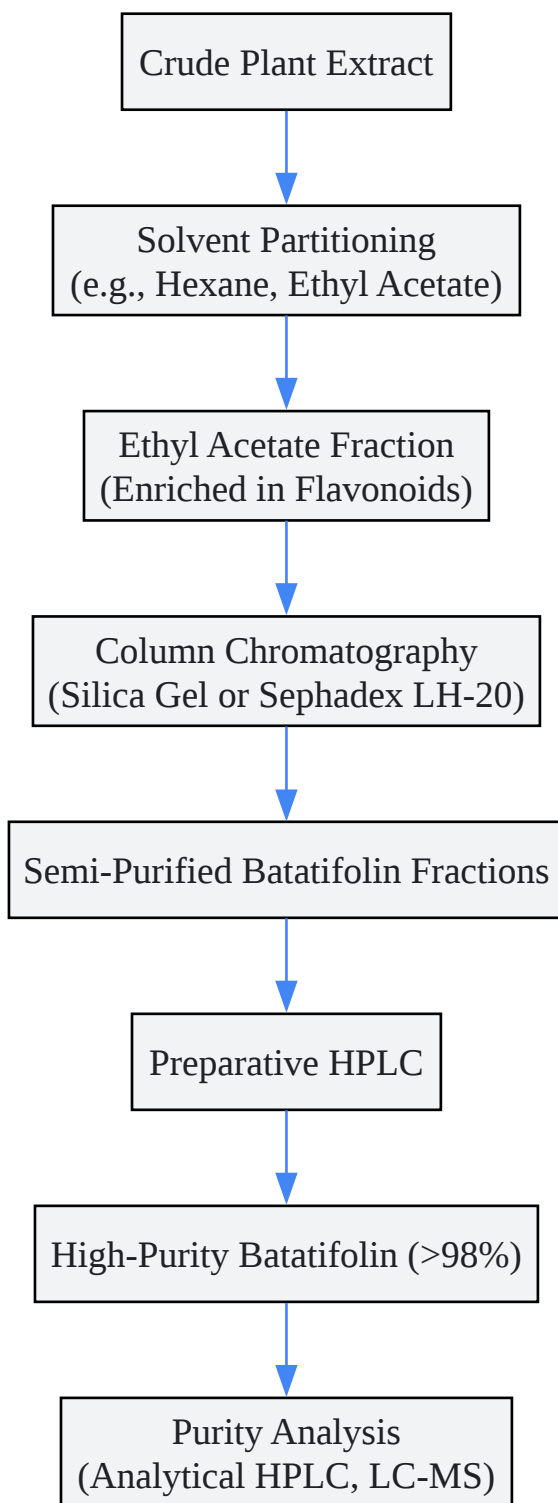 Crude Plant Extract
Solvent Partitioning
(e.g., Hexane, Ethyl Acetate)
Ethyl Acetate Fraction
(Enriched in Flavonoids)
Column Chromatography
(Silica Gel or Sephadex LH-20)
Semi-Purified Batatifolin Fractions
Preparative HPLC
High-Purity Batatifolin (>98%)
Purity Analysis
(Analytical HPLC, LC-MS)